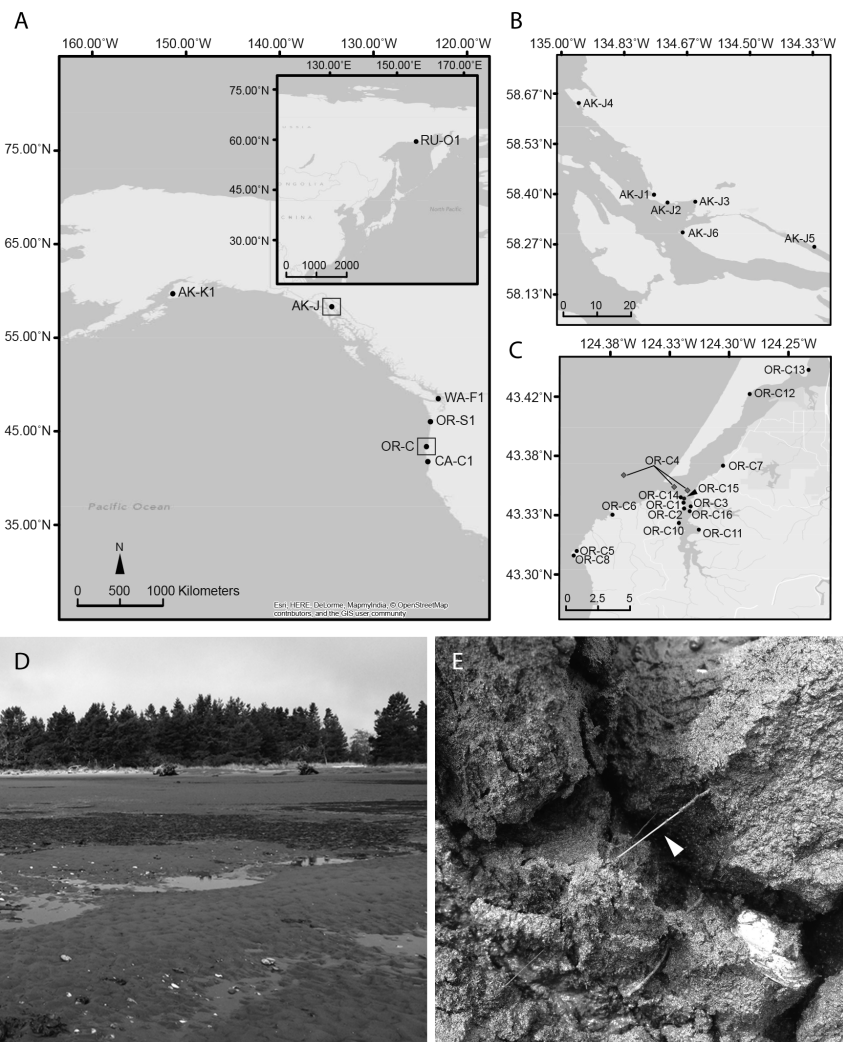 A
160.00°W 150.00°W 140.00°W 130.00°W 120.00°W
130.00°E 150.00°E 170.00°E
75.00°N
60.00°N
45.00°N
30.00°N
RU-O1
CHINA
North Pacific
0 1000 2000
75.00°N
65.00°N
55.00°N
45.00°N
35.00°N
AK-K1
AK-J
WA-F1
OR-S1
OR-C
CA-C1
Pacific Ocean
N
0 500 1000 Kilometers
Esri, HERE, DeLorme, MapmyIndia, © OpenStreetMap
contributors, and the GIS user community
B
135.00°W 134.83°W 134.67°W 134.50°W 134.33°W
58.67°N
58.53°N
58.40°N
58.27°N
58.13°N
AK-J4
AK-J1
AK-J2
AK-J3
AK-J6
AK-J5
0 10 20
C
124.38°W 124.33°W 124.30°W 124.25°W
43.42°N
43.38°N
43.33°N
43.30°N
OR-C13
OR-C12
OR-C4
OR-C7
OR-C15
OR-C14
OR-C1
OR-C3
OR-C6
OR-C2
OR-C16
OR-C10
OR-C11
OR-C5
OR-C8
0 2.5 5
D
E